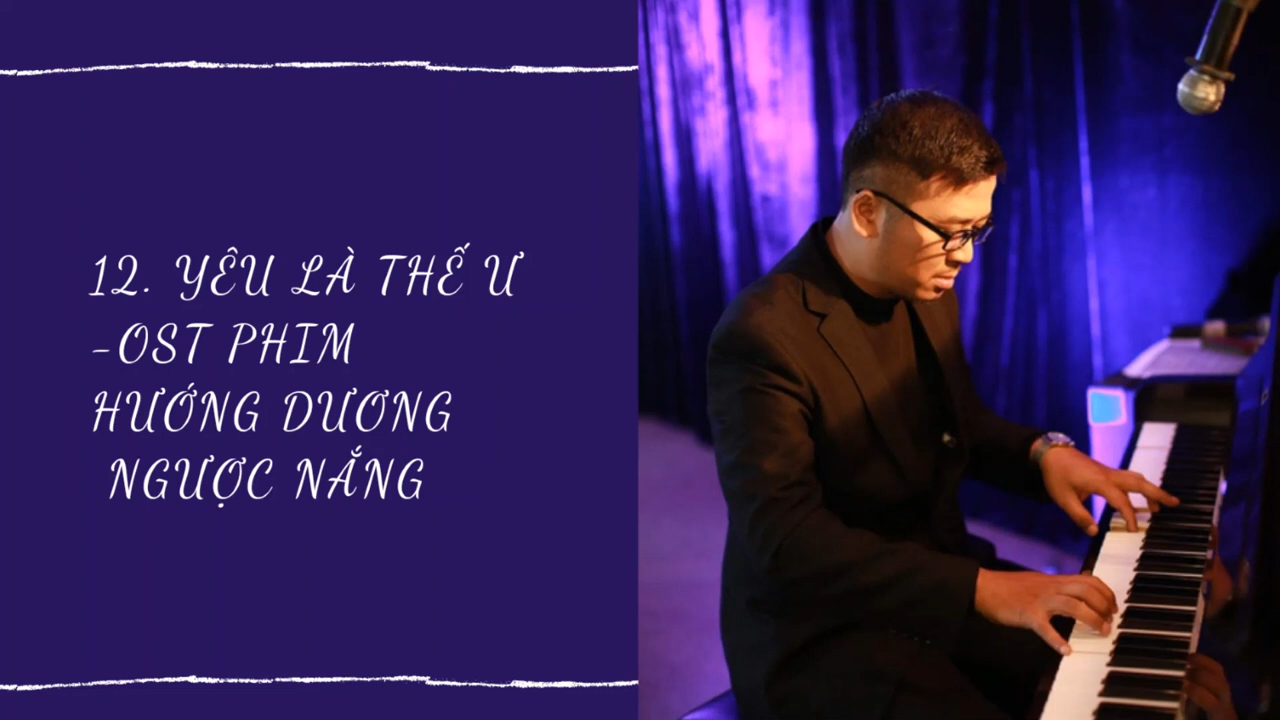 12. YÊU LÀ THẾ Ư
-OST PHIM
HƯỚNG DƯƠNG
NGƯỢC NẮNG